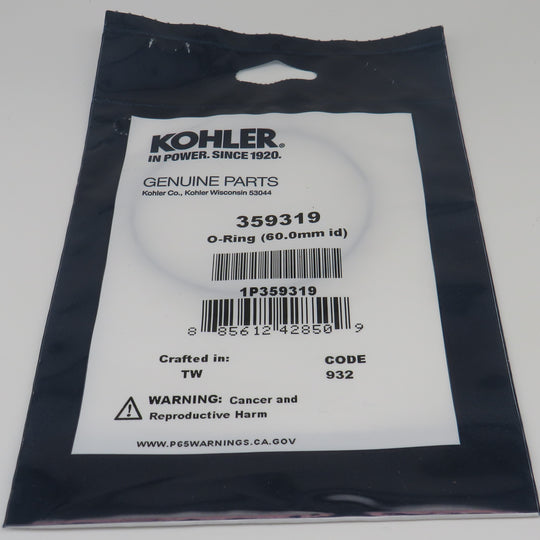 KOHLER®
IN POWER. SINCE 1920.
GENUINE PARTS
Kohler Co., Kohler Wisconsin 53044
359319
O-Ring (60.0mm id)
1P359319
8 85612 42850 9
Crafted in: CODE
TW 932
WARNING: Cancer and
Reproductive Harm
WWW.P65WARNINGS.CA.GOV